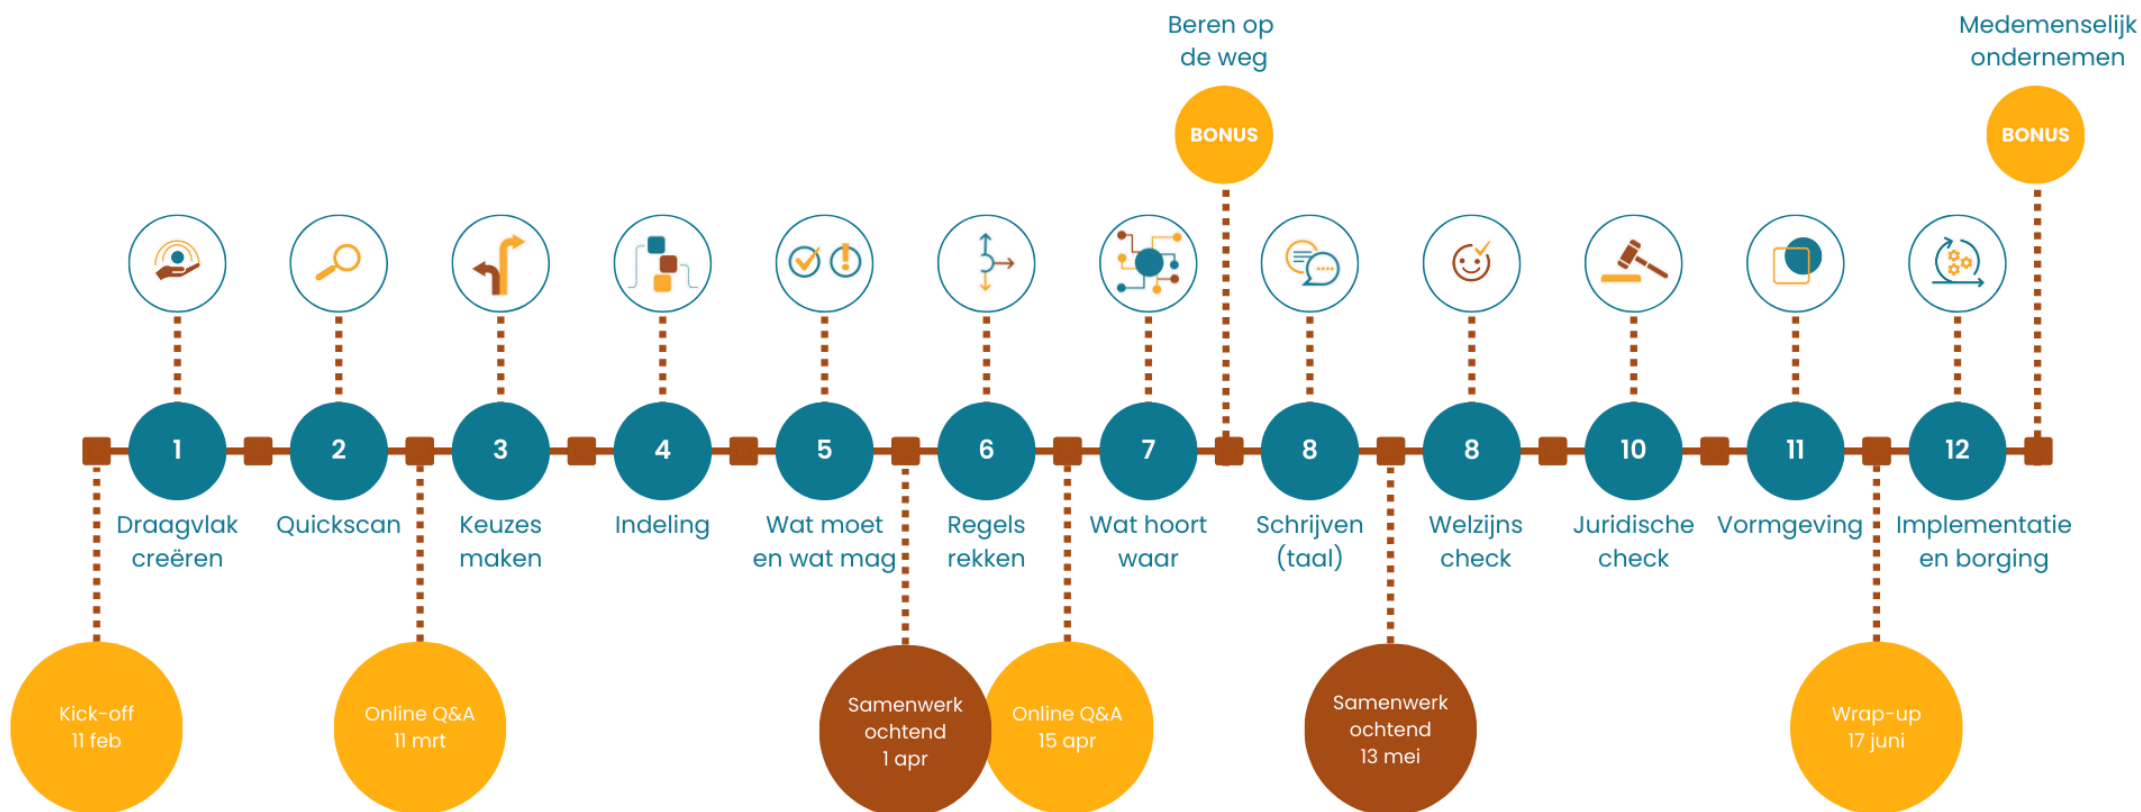 Beren op
de weg
Medemenselijk
ondernemen
BONUS
BONUS
1
2
3
4
5
6
7
8
8
10
11
12
Draagvlak
creëren
Quickscan
Keuzes
maken
Indeling
Wat moet
en wat mag
Regels
rekken
Wat hoort
waar
Schrijven
(taal)
Welzijns
check
Juridische
check
Vormgeving
Implementatie
en borging
Kick-off
11 feb
Online Q&A
11 mrt
Samenwerk
ochtend
1 apr
Online Q&A
15 apr
Samenwerk
ochtend
13 mei
Wrap-up
17 juni